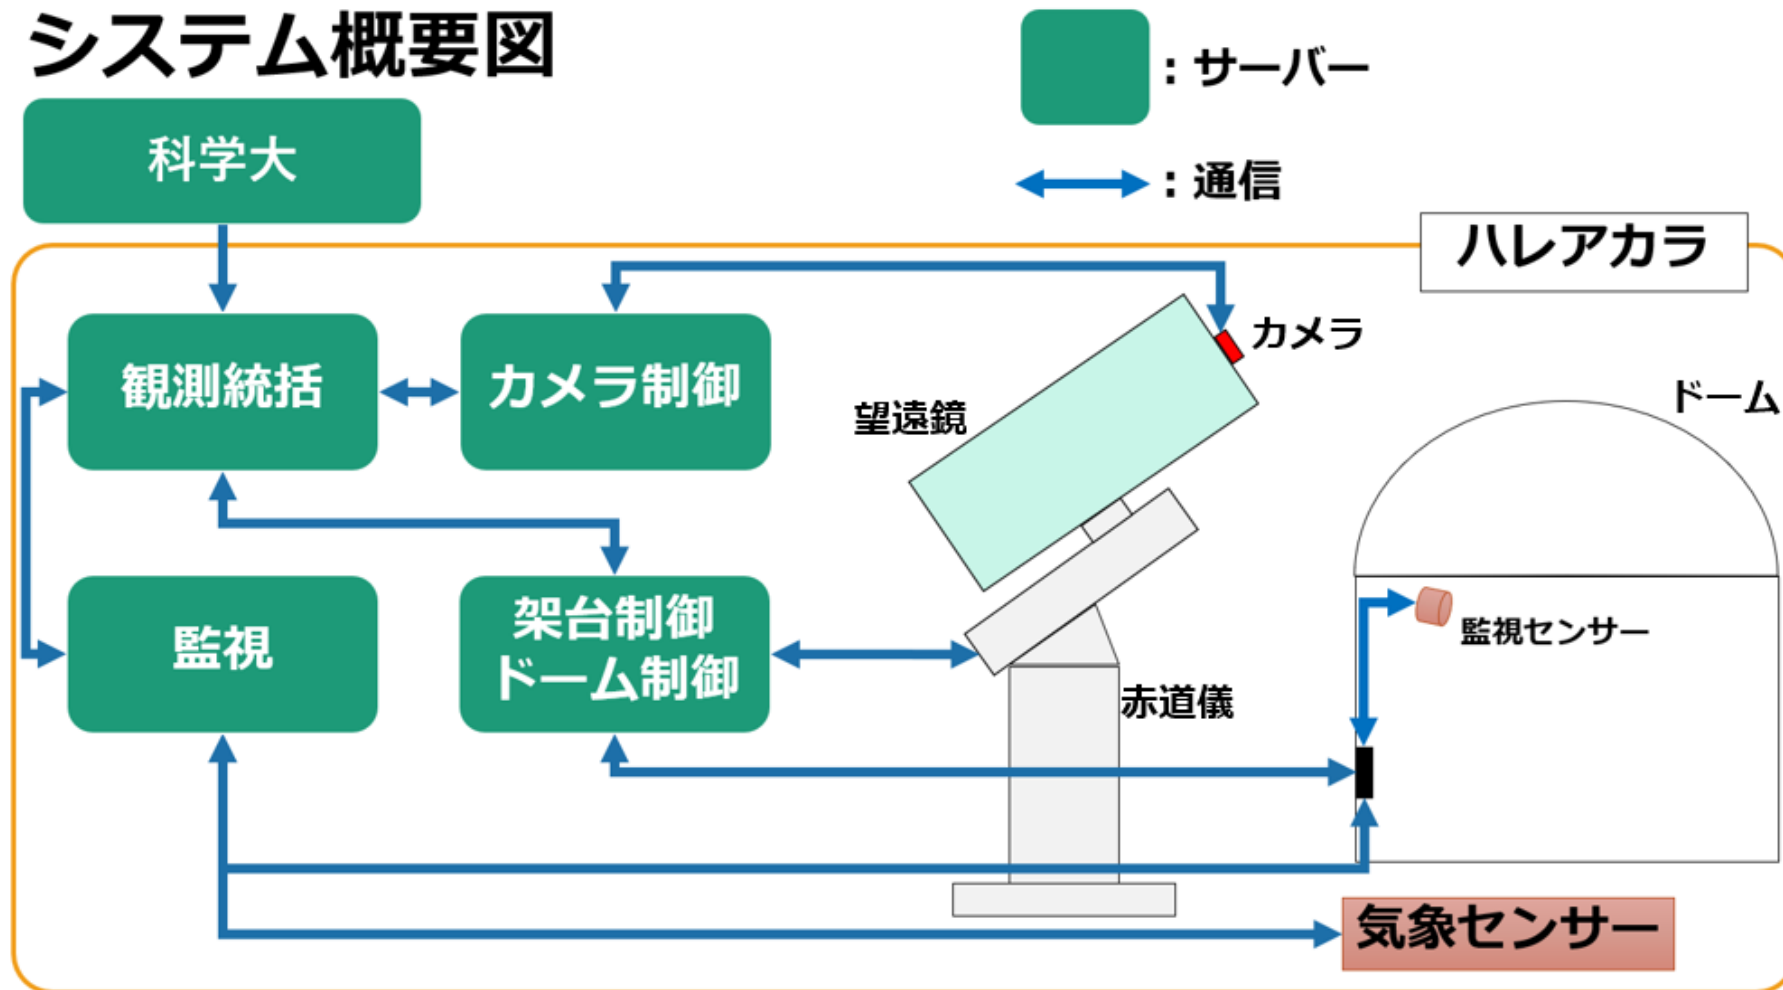 システム概要図
：サーバー
：通信
科学大
ハレアカラ
観測統括
カメラ制御
カメラ
望遠鏡
ドーム
監視
架台制御
ドーム制御
監視センサー
赤道儀
気象センサー